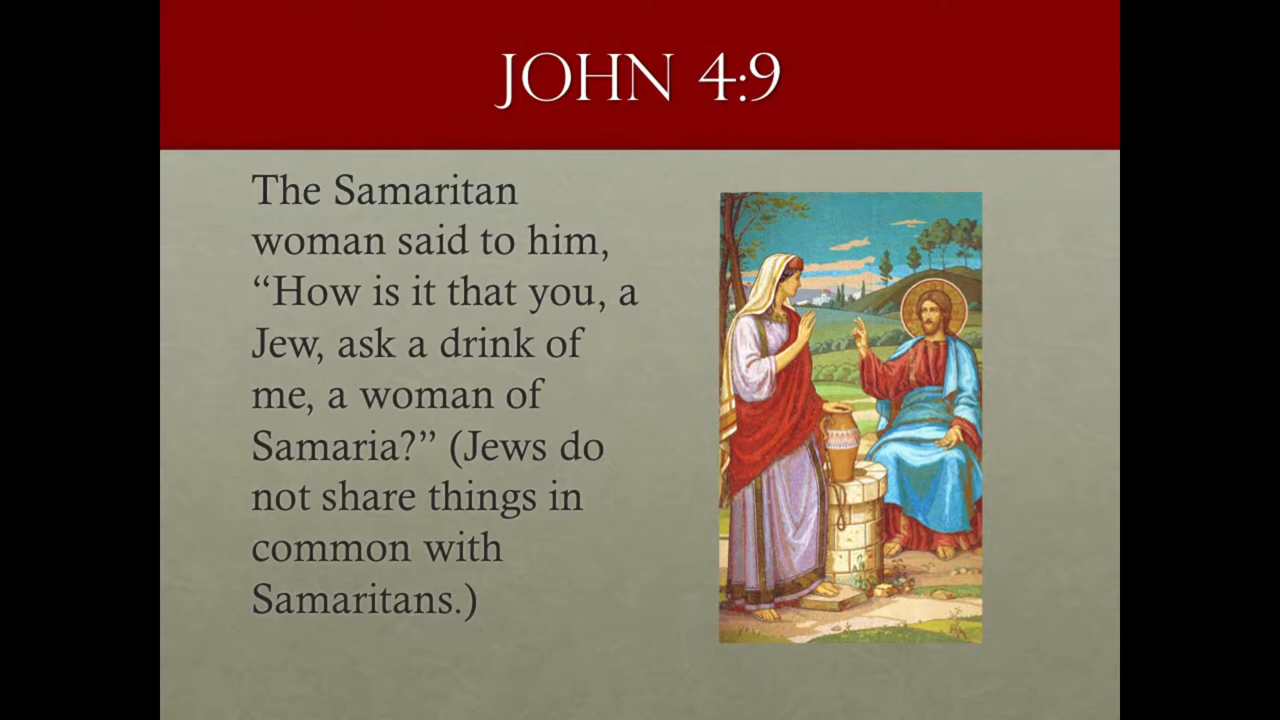 JOHN 4:9
The Samaritan
woman said to him,
“How is it that you, a
Jew, ask a drink of
me, a woman of
Samaria?” (Jews do
not share things in
common with
Samaritans.)